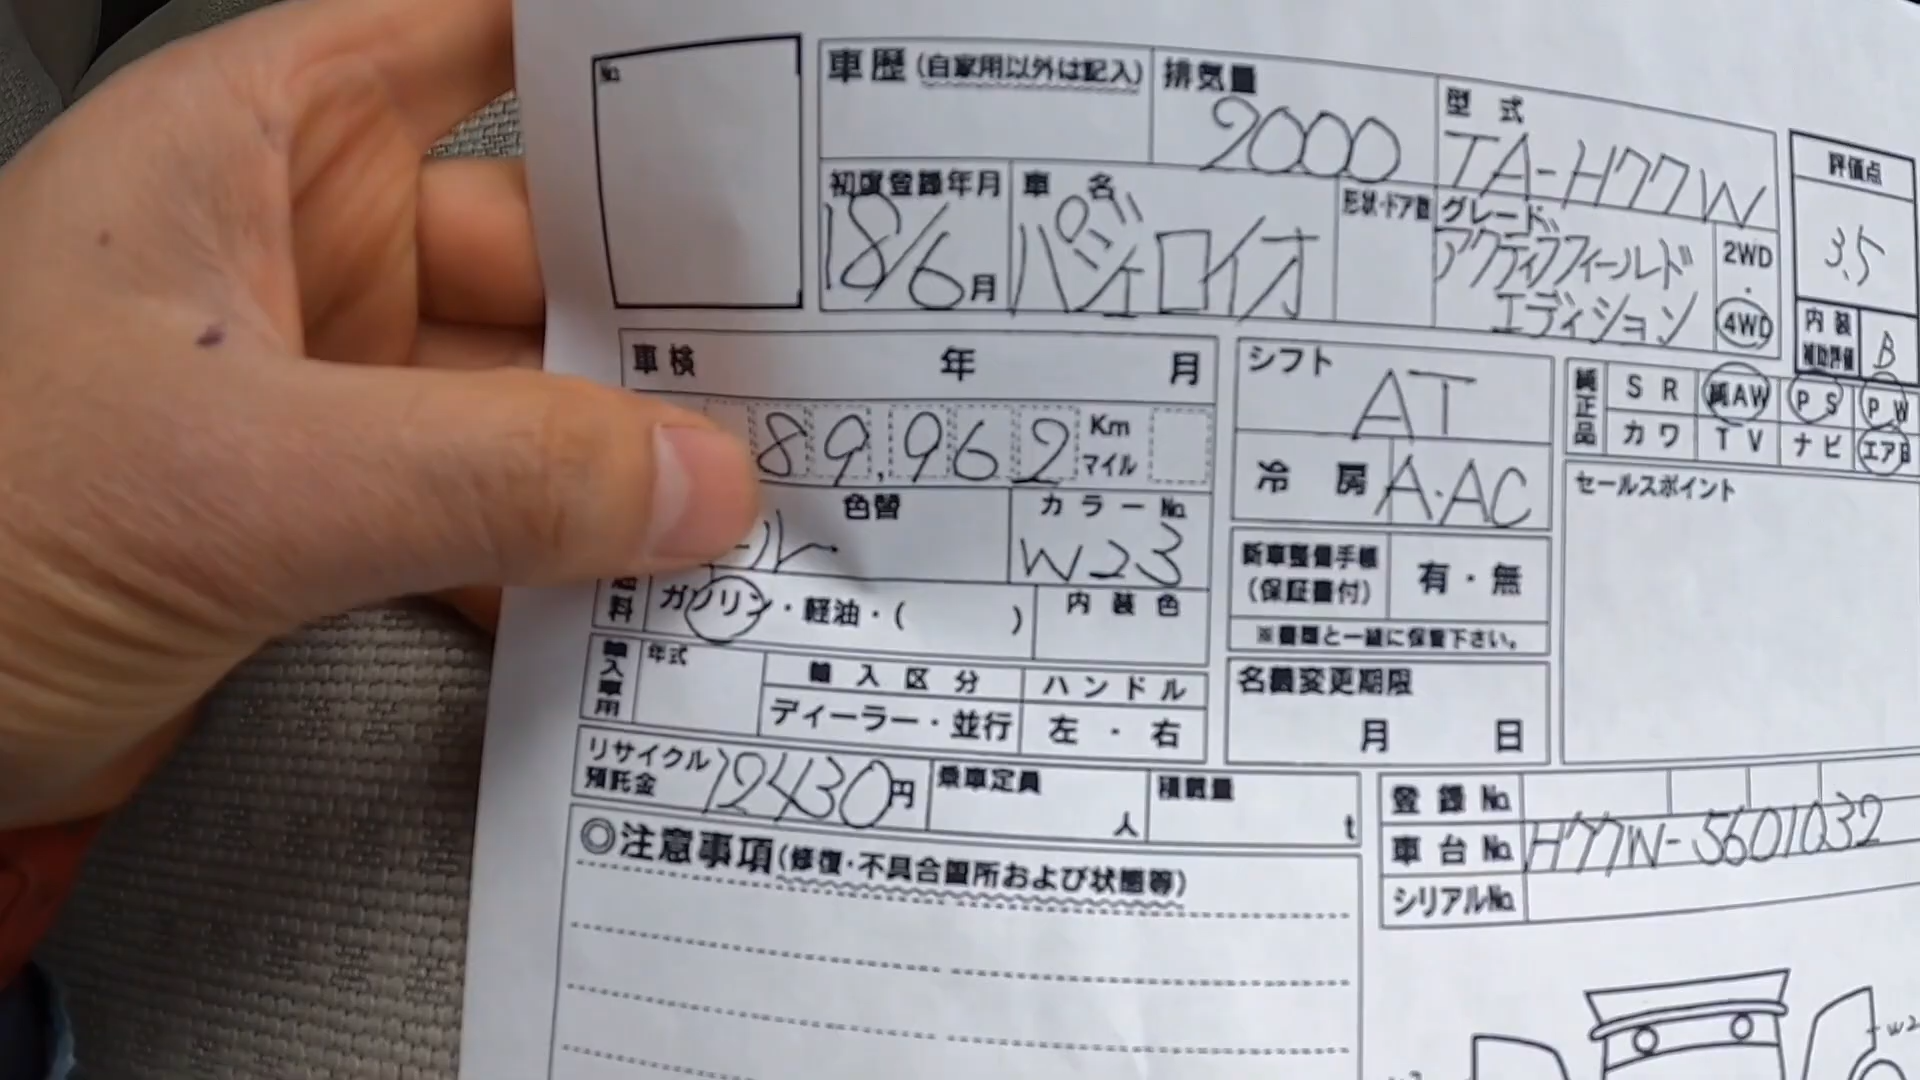 No.
車歴 (自家用以外は記入)
排気量
2000
型 式
TA-H77W
評価点
3.5
初度登録年月
18/6月
車 名
パジェロイオ
形状・ドア数
グレード
アクティブフィールド
エディション
2WD
・
4WD
内装
補助評価
B
車検 年 月
89,962
Km
マイル
シフト
AT
冷 房
A・AC
純正品
SR 純AW PS PW
カワ TV ナビ エアB
セールスポイント
色替
ール
カラーNo.
W23
新車整備手帳
(保証書付)
有・無
※書類と一緒に保管下さい。
料
ガソリン・軽油・( )
内装色
輸入車用
年式
輸入区分
ディーラー・並行
ハンドル
左 ・ 右
名義変更期限
月 日
リサイクル
預託金
12430円
乗車定員
人
積載量
t
登録No.
車台No.
H77W-5601032
シリアルNo.
◎注意事項(修復・不具合箇所および状態等)
W2